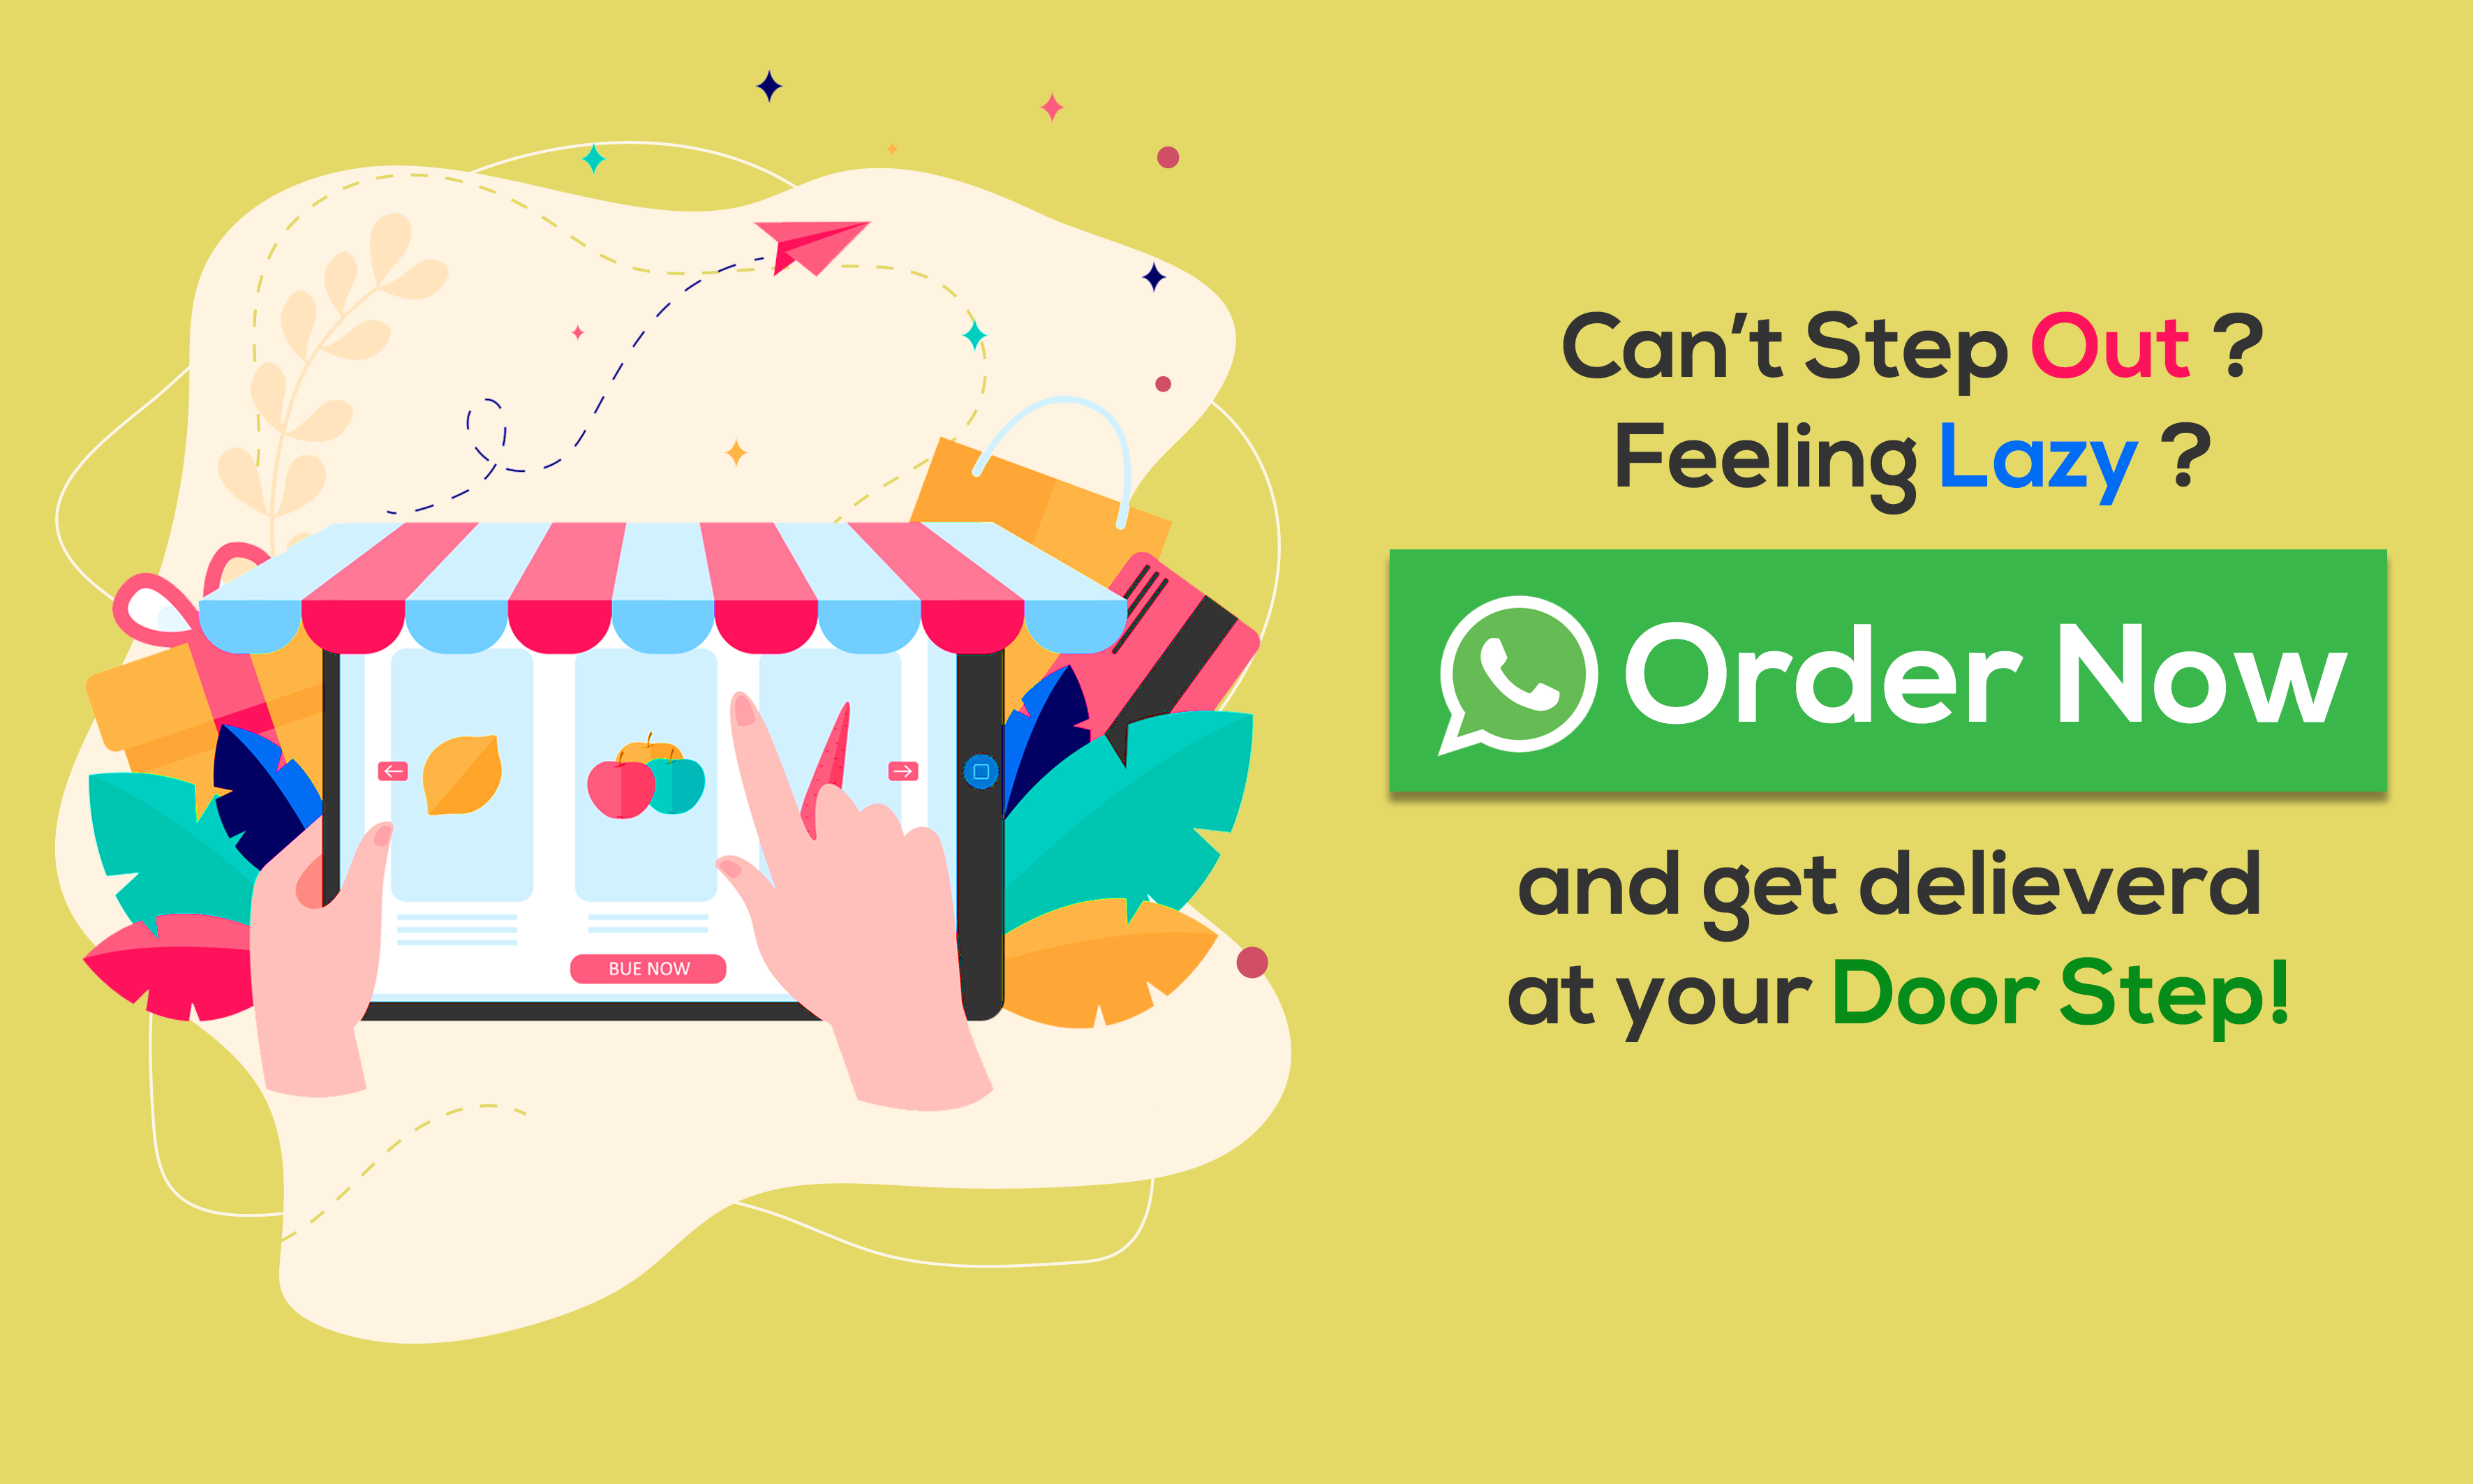 Can't Step Out ?
Feeling Lazy ?
Order Now
and get delieverd
at your Door Step!
BUE NOW